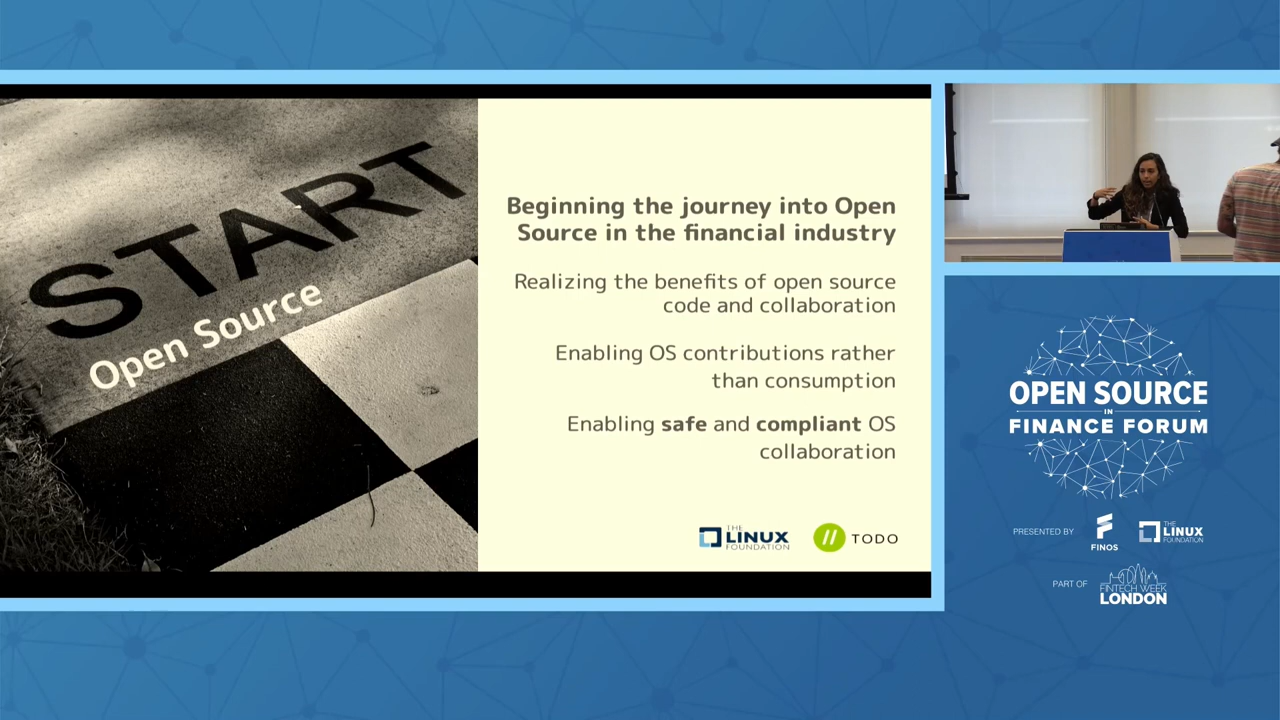 START
Open Source
Beginning the journey into Open
Source in the financial industry
Realizing the benefits of open source
code and collaboration
Enabling OS contributions rather
than consumption
Enabling safe and compliant OS
collaboration
THE
LINUX
FOUNDATION
TODO
OPEN SOURCE
IN
FINANCE FORUM
PRESENTED BY
FINOS
THE
LINUX
FOUNDATION
PART OF
FINTECH WEEK
LONDON